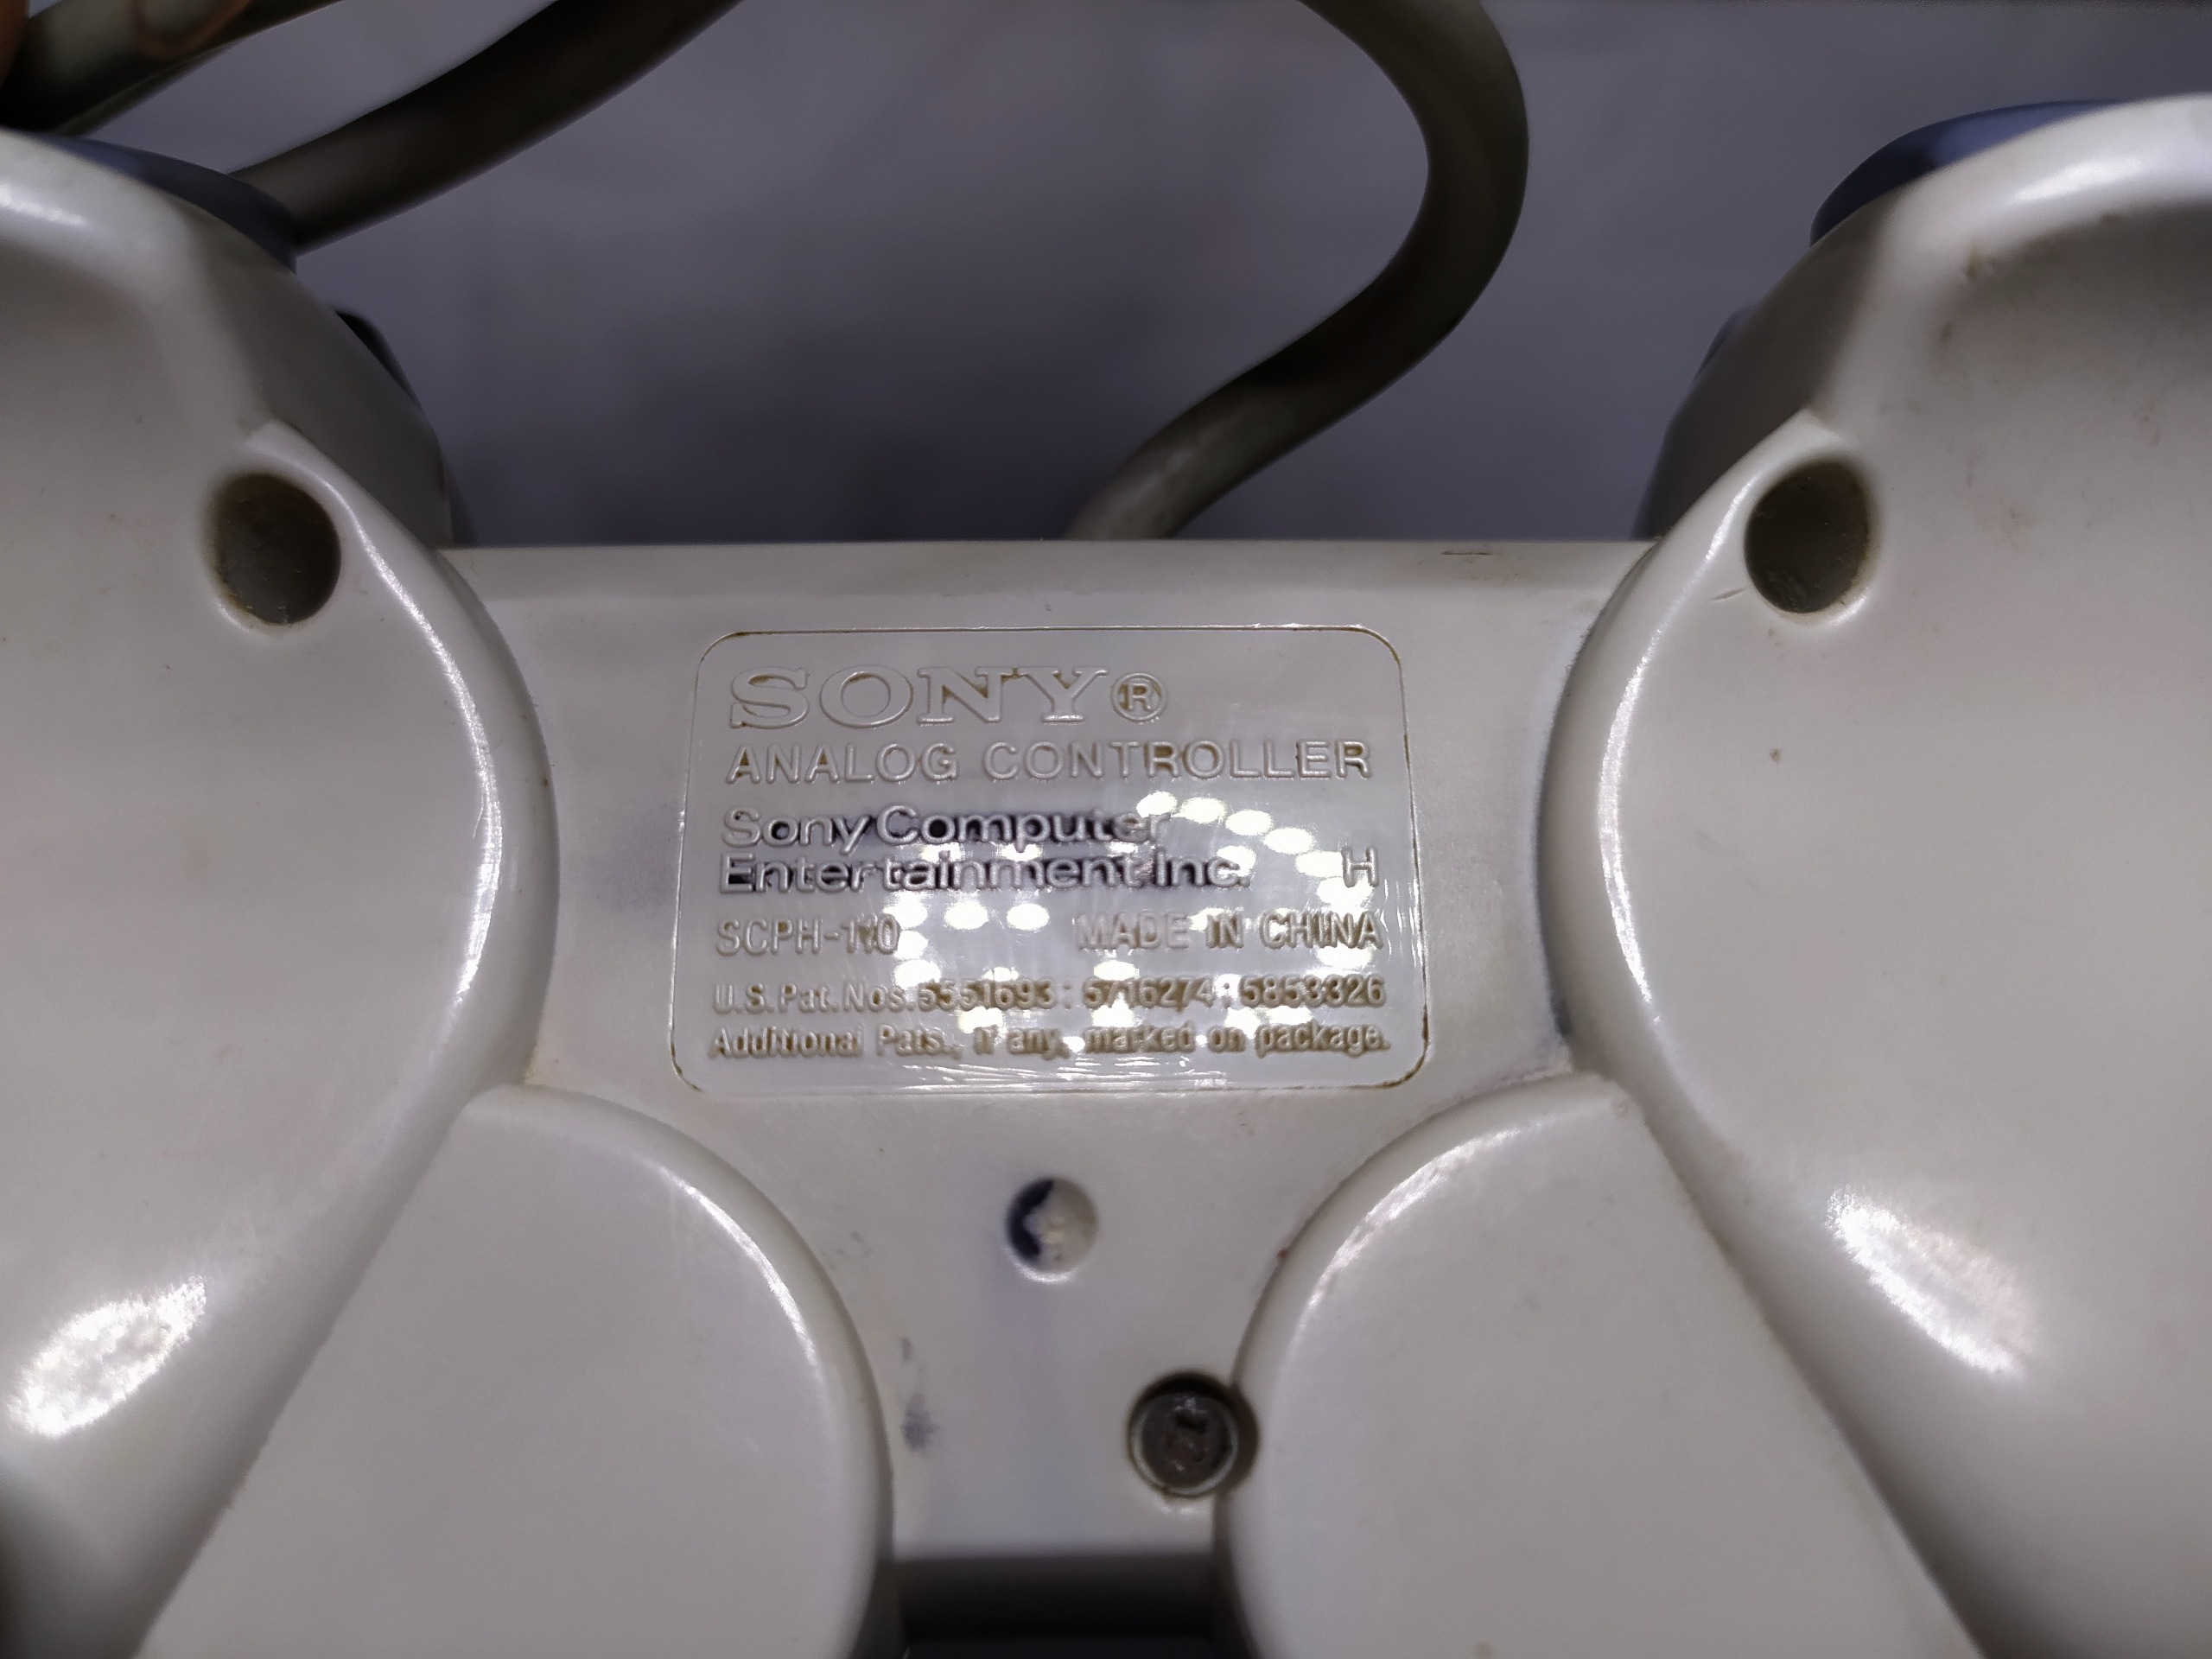 SONY®
ANALOG CONTROLLER
Sony Computer
Entertainment Inc. H
SCPH-110 MADE IN CHINA
U.S. Pat. Nos. 5551693 : 5716274 : 5853326
Additional Pats., if any, marked on package.